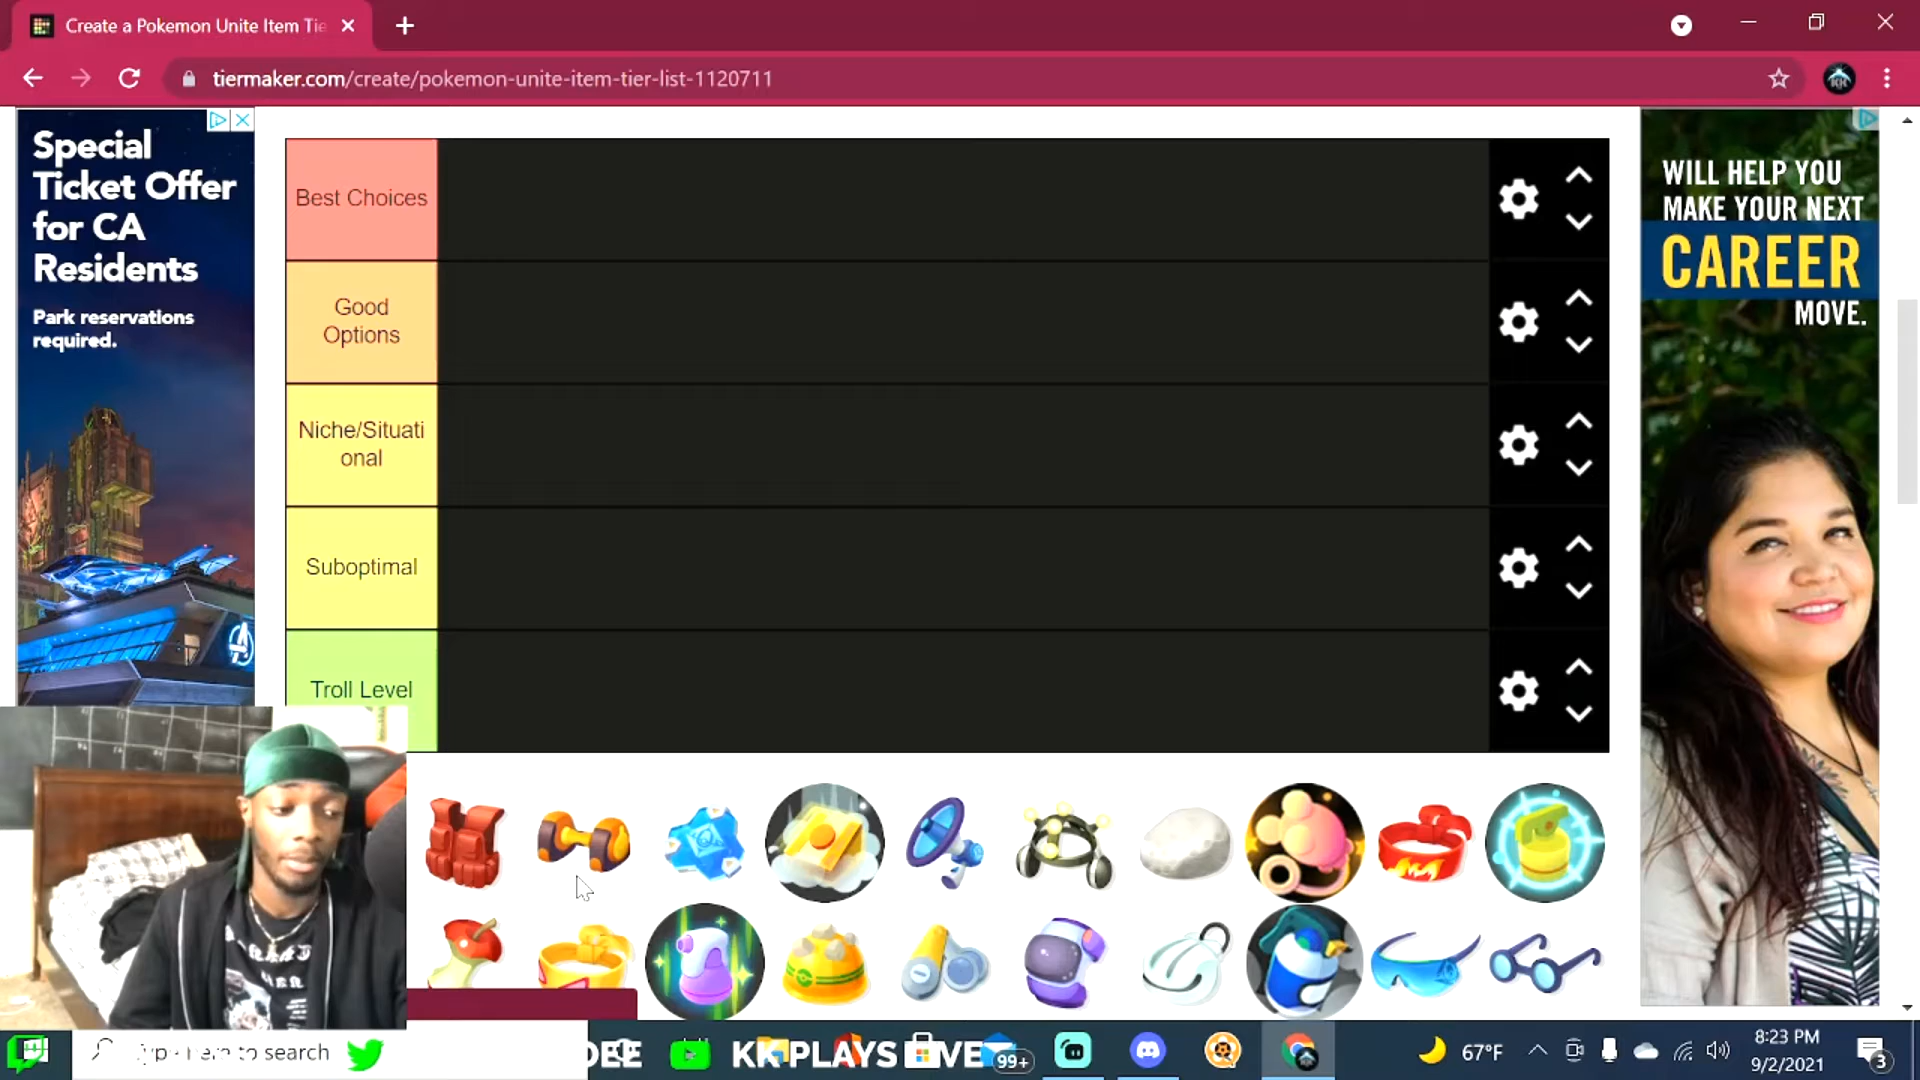 Create a Pokemon Unite Item Tie
tiermaker.com/create/pokemon-unite-item-tier-list-1120711
Special
Ticket Offer
for CA
Residents
Park reservations
required.
Best Choices
Good
Options
Niche/Situati
onal
Suboptimal
Troll Level
WILL HELP YOU
MAKE YOUR NEXT
CAREER
MOVE.
KK PLAYS
99+
67°F
8:23 PM
9/2/2021
3